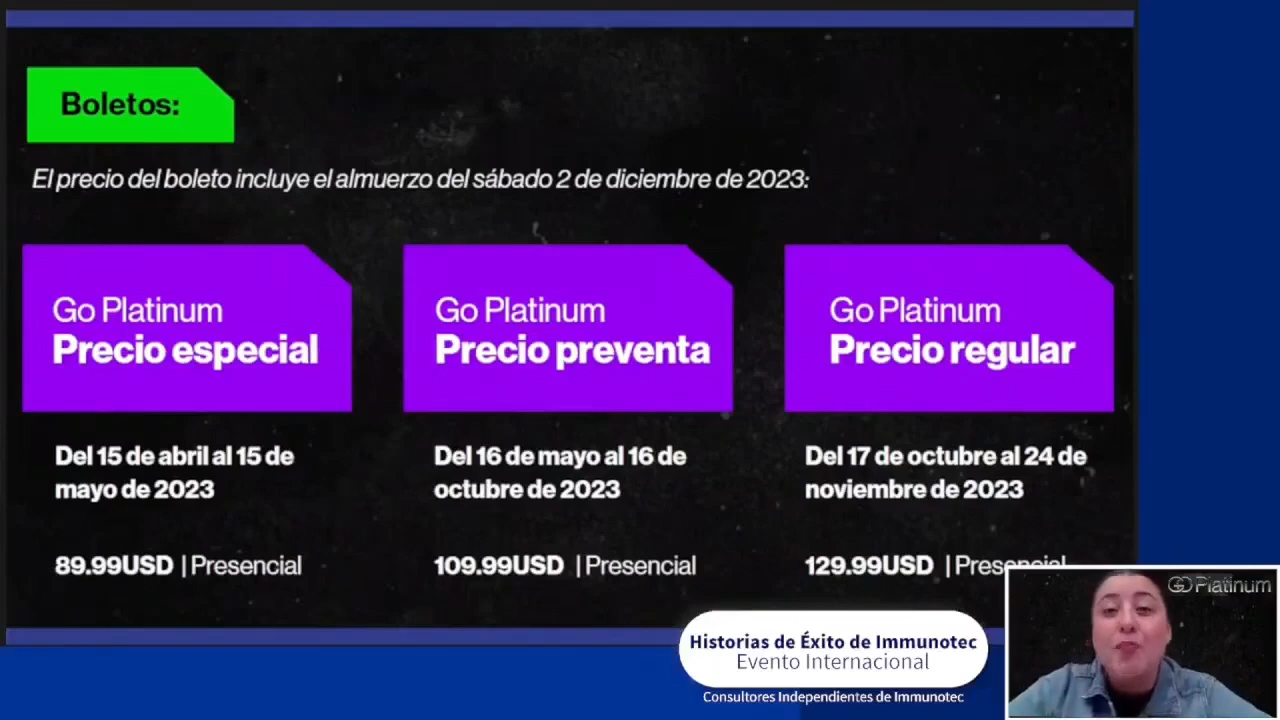 Boletos:
El precio del boleto incluye el almuerzo del sábado 2 de diciembre de 2023:
Go Platinum
Precio especial
Del 15 de abril al 15 de
mayo de 2023
89.99USD | Presencial
Go Platinum
Precio preventa
Del 16 de mayo al 16 de
octubre de 2023
109.99USD | Presencial
Go Platinum
Precio regular
Del 17 de octubre al 24 de
noviembre de 2023
129.99USD | Presencial
GO Platinum
Historias de Éxito de Immunotec
Evento Internacional
Consultores Independientes de Immunotec